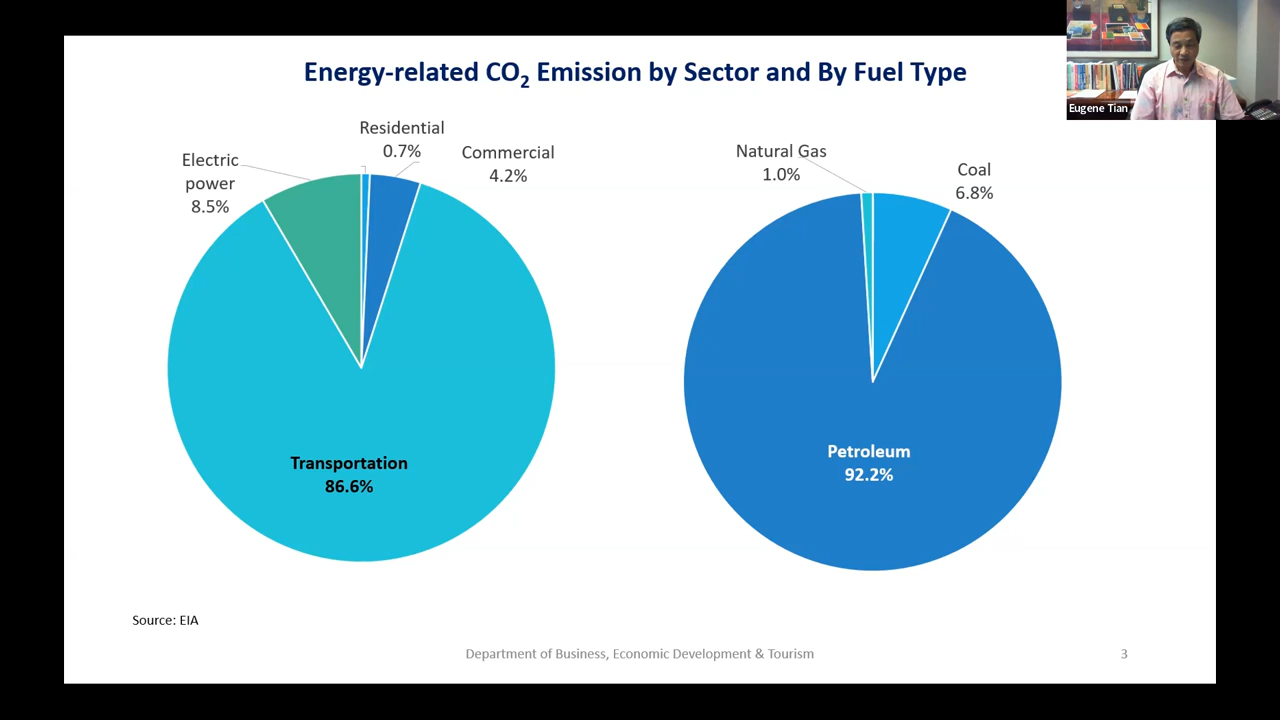 Energy-related CO₂ Emission by Sector and By Fuel Type
Eugene Tian
Residential
0.7%
Commercial
4.2%
Electric
power
8.5%
Transportation
86.6%
Natural Gas
1.0%
Coal
6.8%
Petroleum
92.2%
Source: EIA
Department of Business, Economic Development & Tourism
3